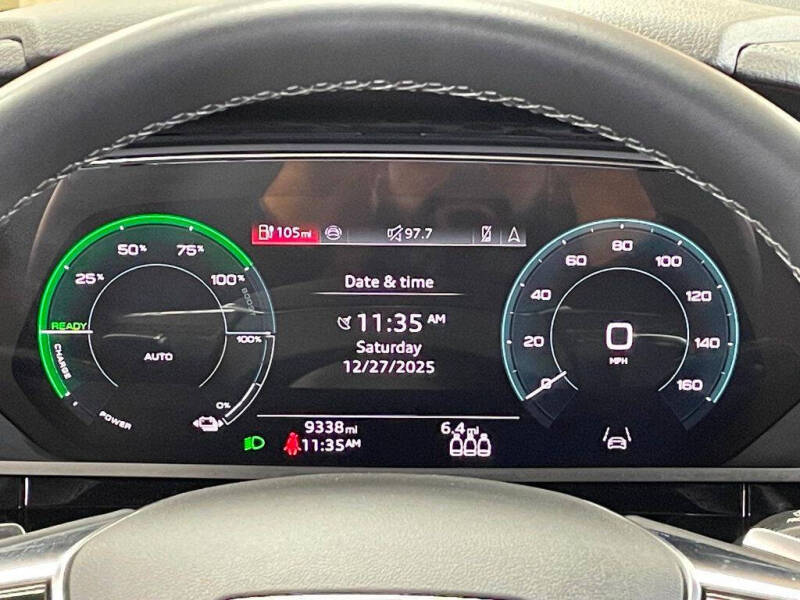 105mi 97.7
50% 75%
25% 100%
BOOST
READY
CHARGE
AUTO
100%
0%
POWER
Date & time
11:35 AM
Saturday
12/27/2025
9338mi
11:35AM
6.4mi
80
60 100
40 120
20 0 140
MPH
0 160